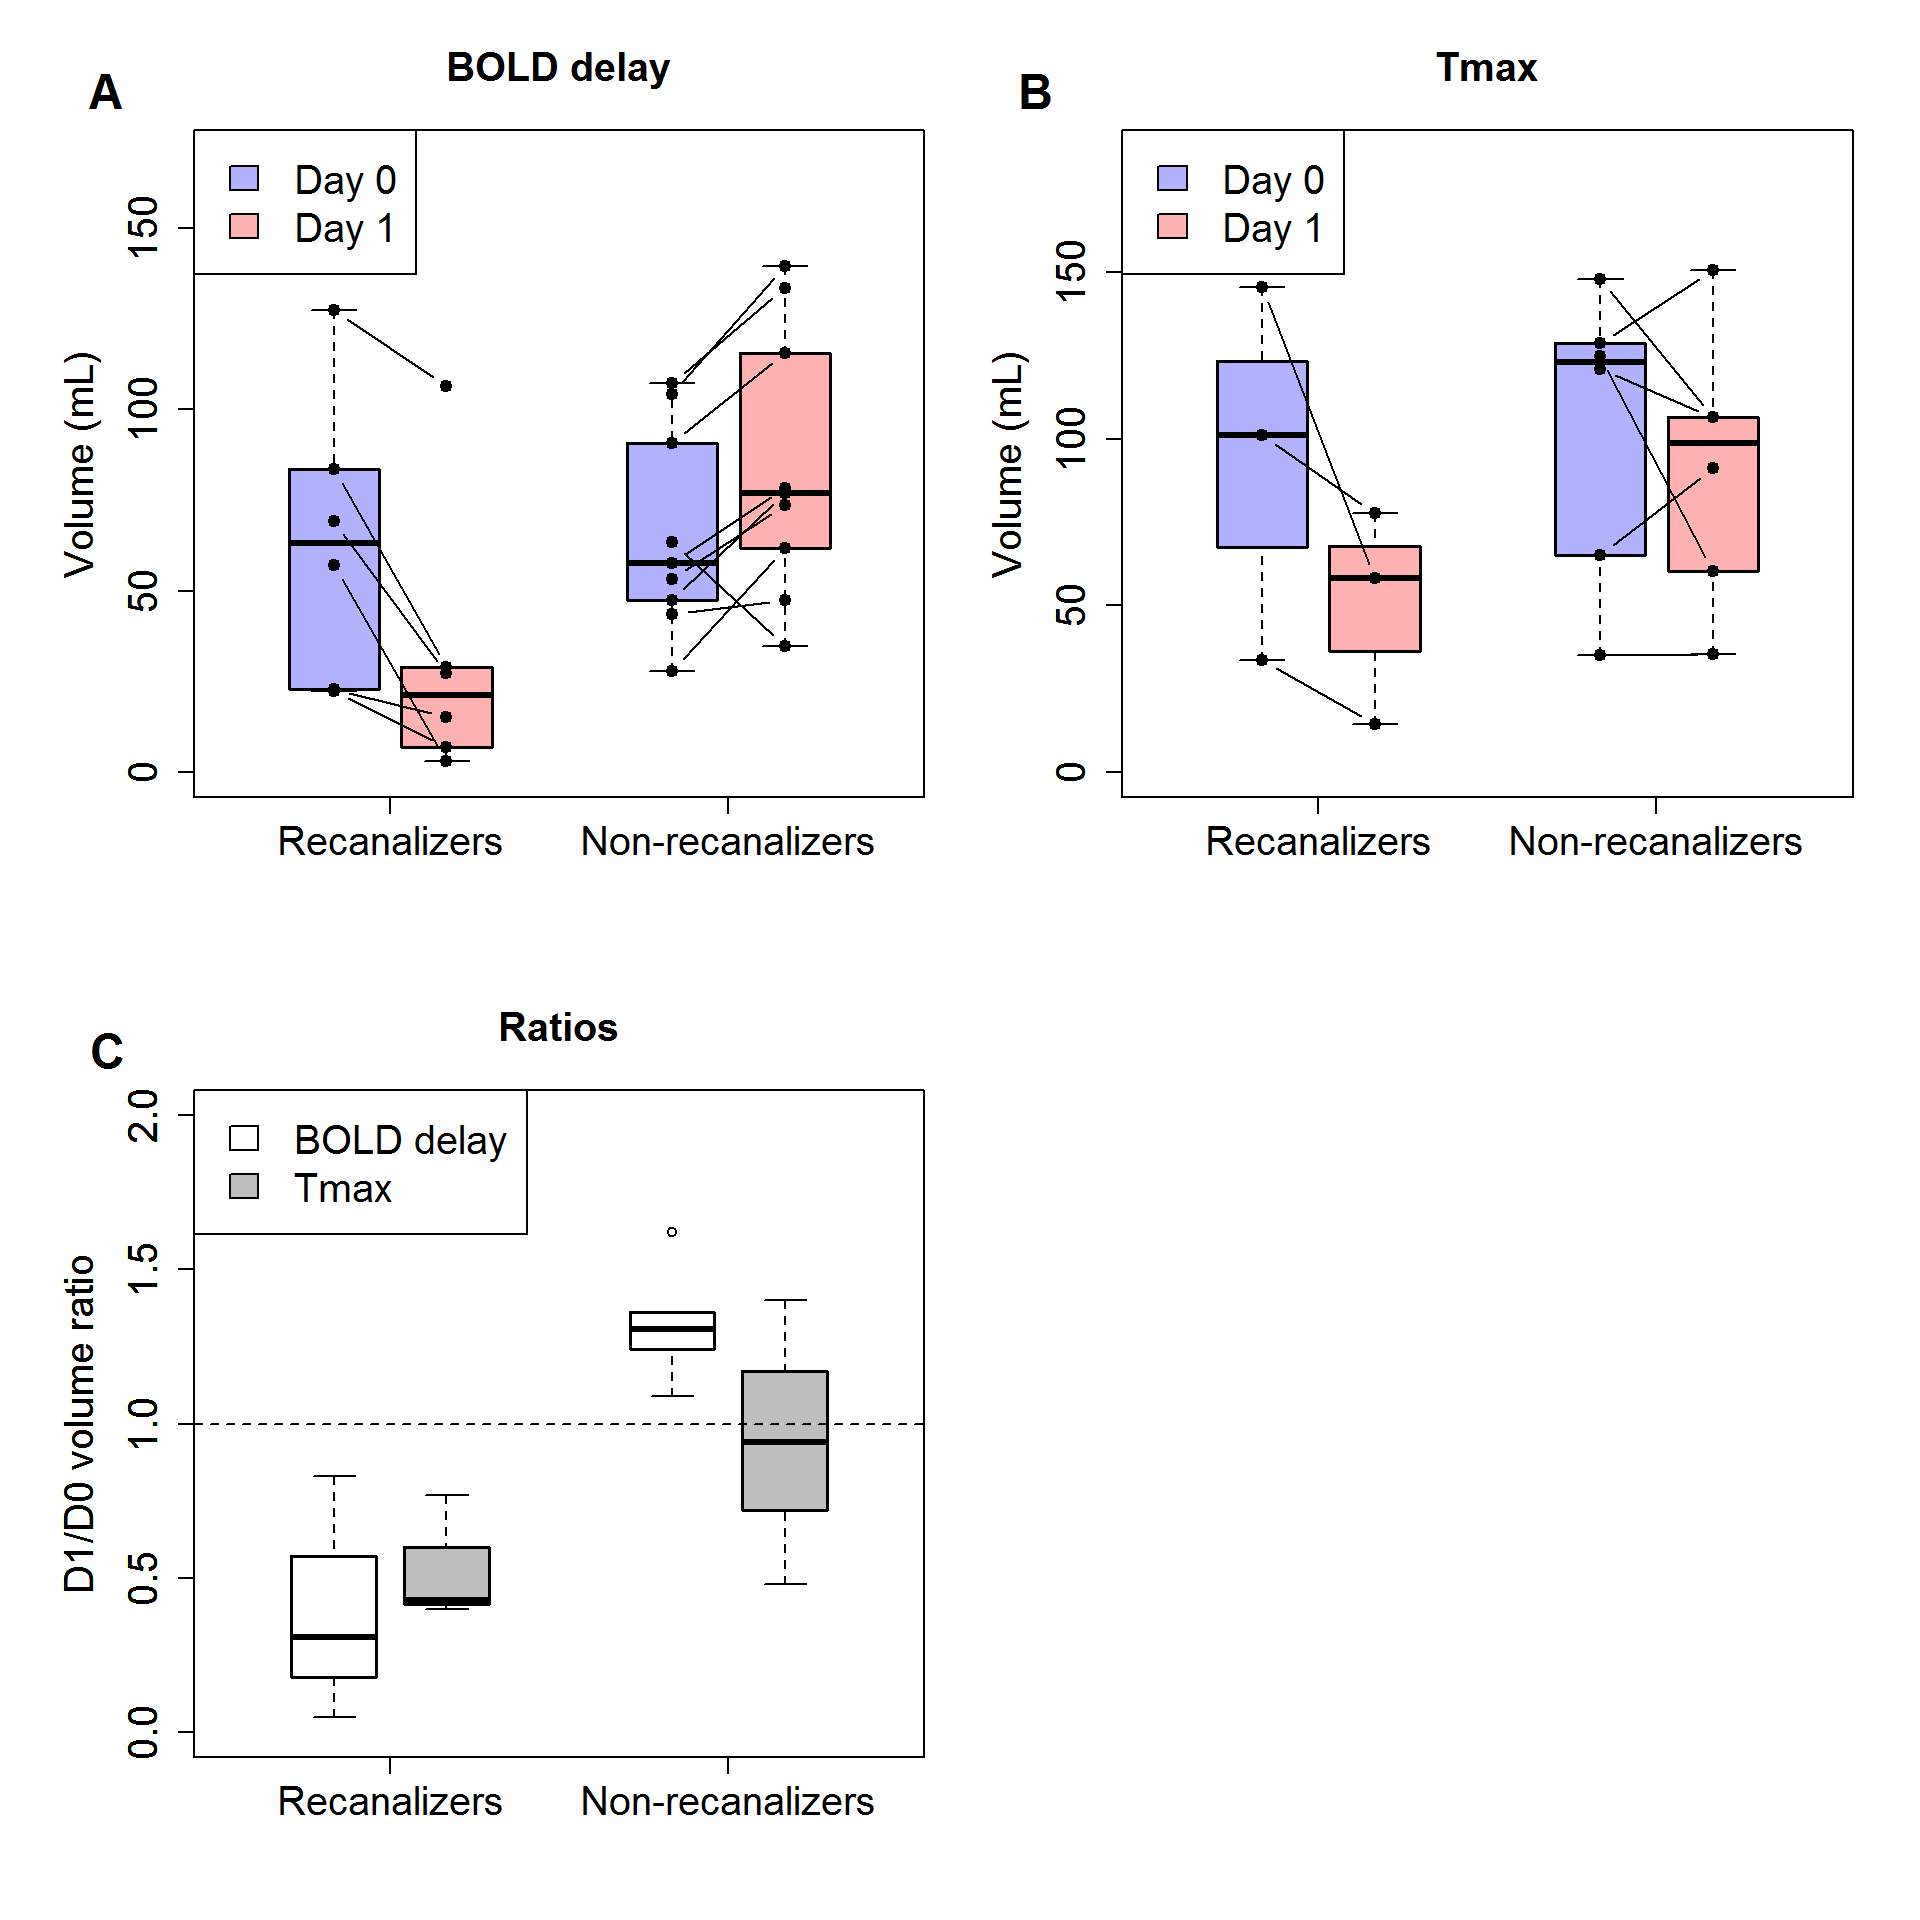 A
BOLD delay
Day 0
Day 1
Volume (mL)
0
50
100
150
Recanalizers
Non-recanalizers
B
Tmax
Day 0
Day 1
Volume (mL)
0
50
100
150
Recanalizers
Non-recanalizers
C
Ratios
BOLD delay
Tmax
D1/D0 volume ratio
0.0
0.5
1.0
1.5
2.0
Recanalizers
Non-recanalizers